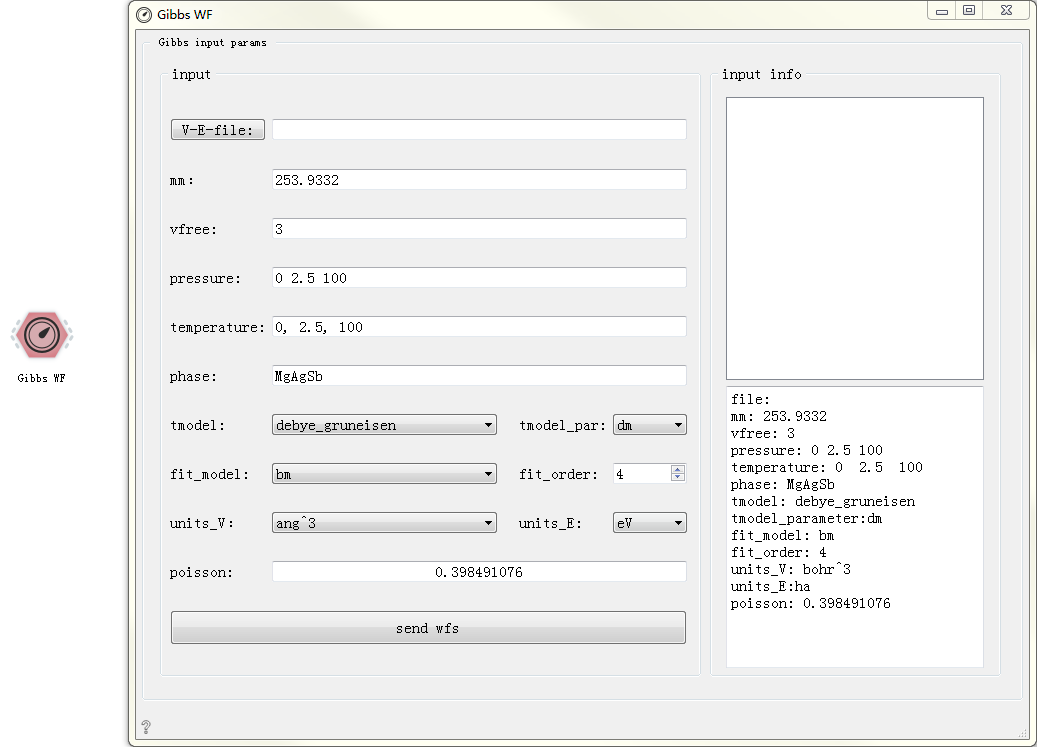 Gibbs WF
Gibbs input params
input
V-E-file:
mm: 253.9332
vfree: 3
pressure: 0 2.5 100
temperature: 0, 2.5, 100
phase: MgAgSb
tmodel: debye_gruneisen tmodel_par: dm
fit_model: bm fit_order: 4
units_V: ang^3 units_E: eV
poisson: 0.398491076
send wfs
input info
file:
mm: 253.9332
vfree: 3
pressure: 0 2.5 100
temperature: 0  2.5  100
phase: MgAgSb
tmodel: debye_gruneisen
tmodel_parameter:dm
fit_model: bm
fit_order: 4
units_V: bohr^3
units_E:ha
poisson: 0.398491076
Gibbs WF
?